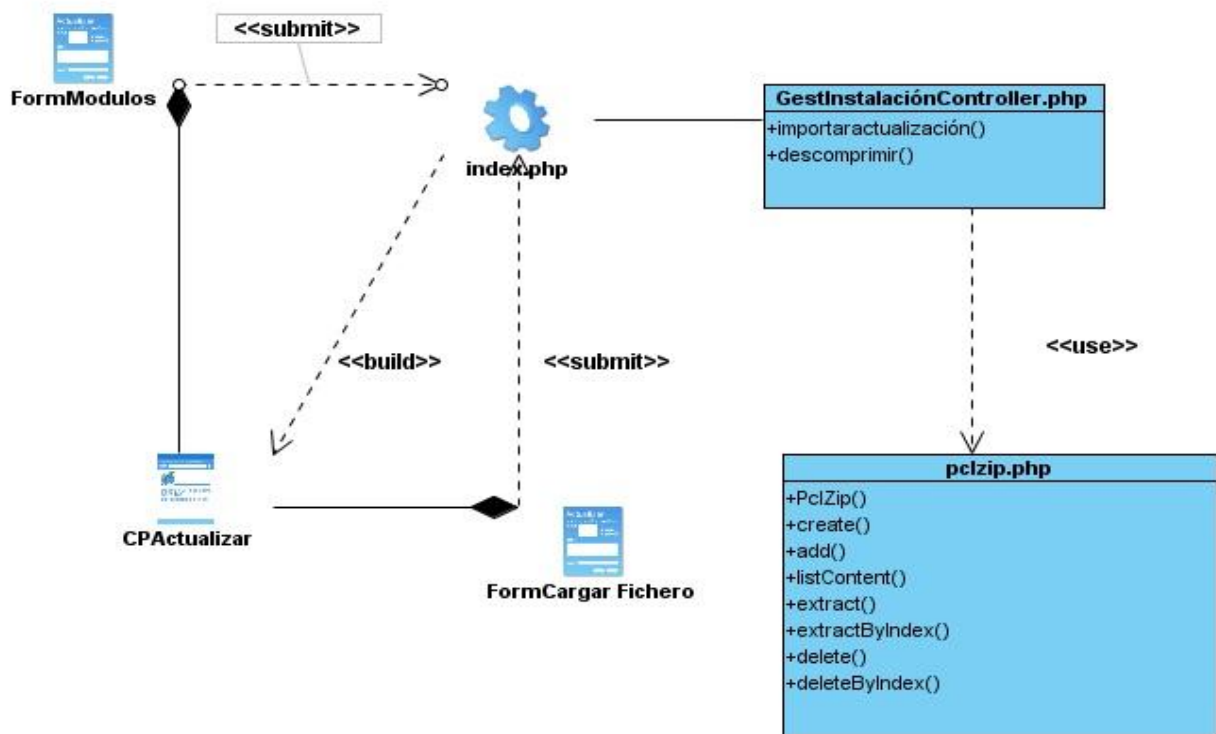 <<submit>>
FormModulos
index.php
GestInstalaciónController.php
+importaractualización()
+descomprimir()
<<build>>
<<submit>>
<<use>>
CPActualizar
FormCargar Fichero
pclzip.php
+PclZip()
+create()
+add()
+listContent()
+extract()
+extractByIndex()
+delete()
+deleteByIndex()